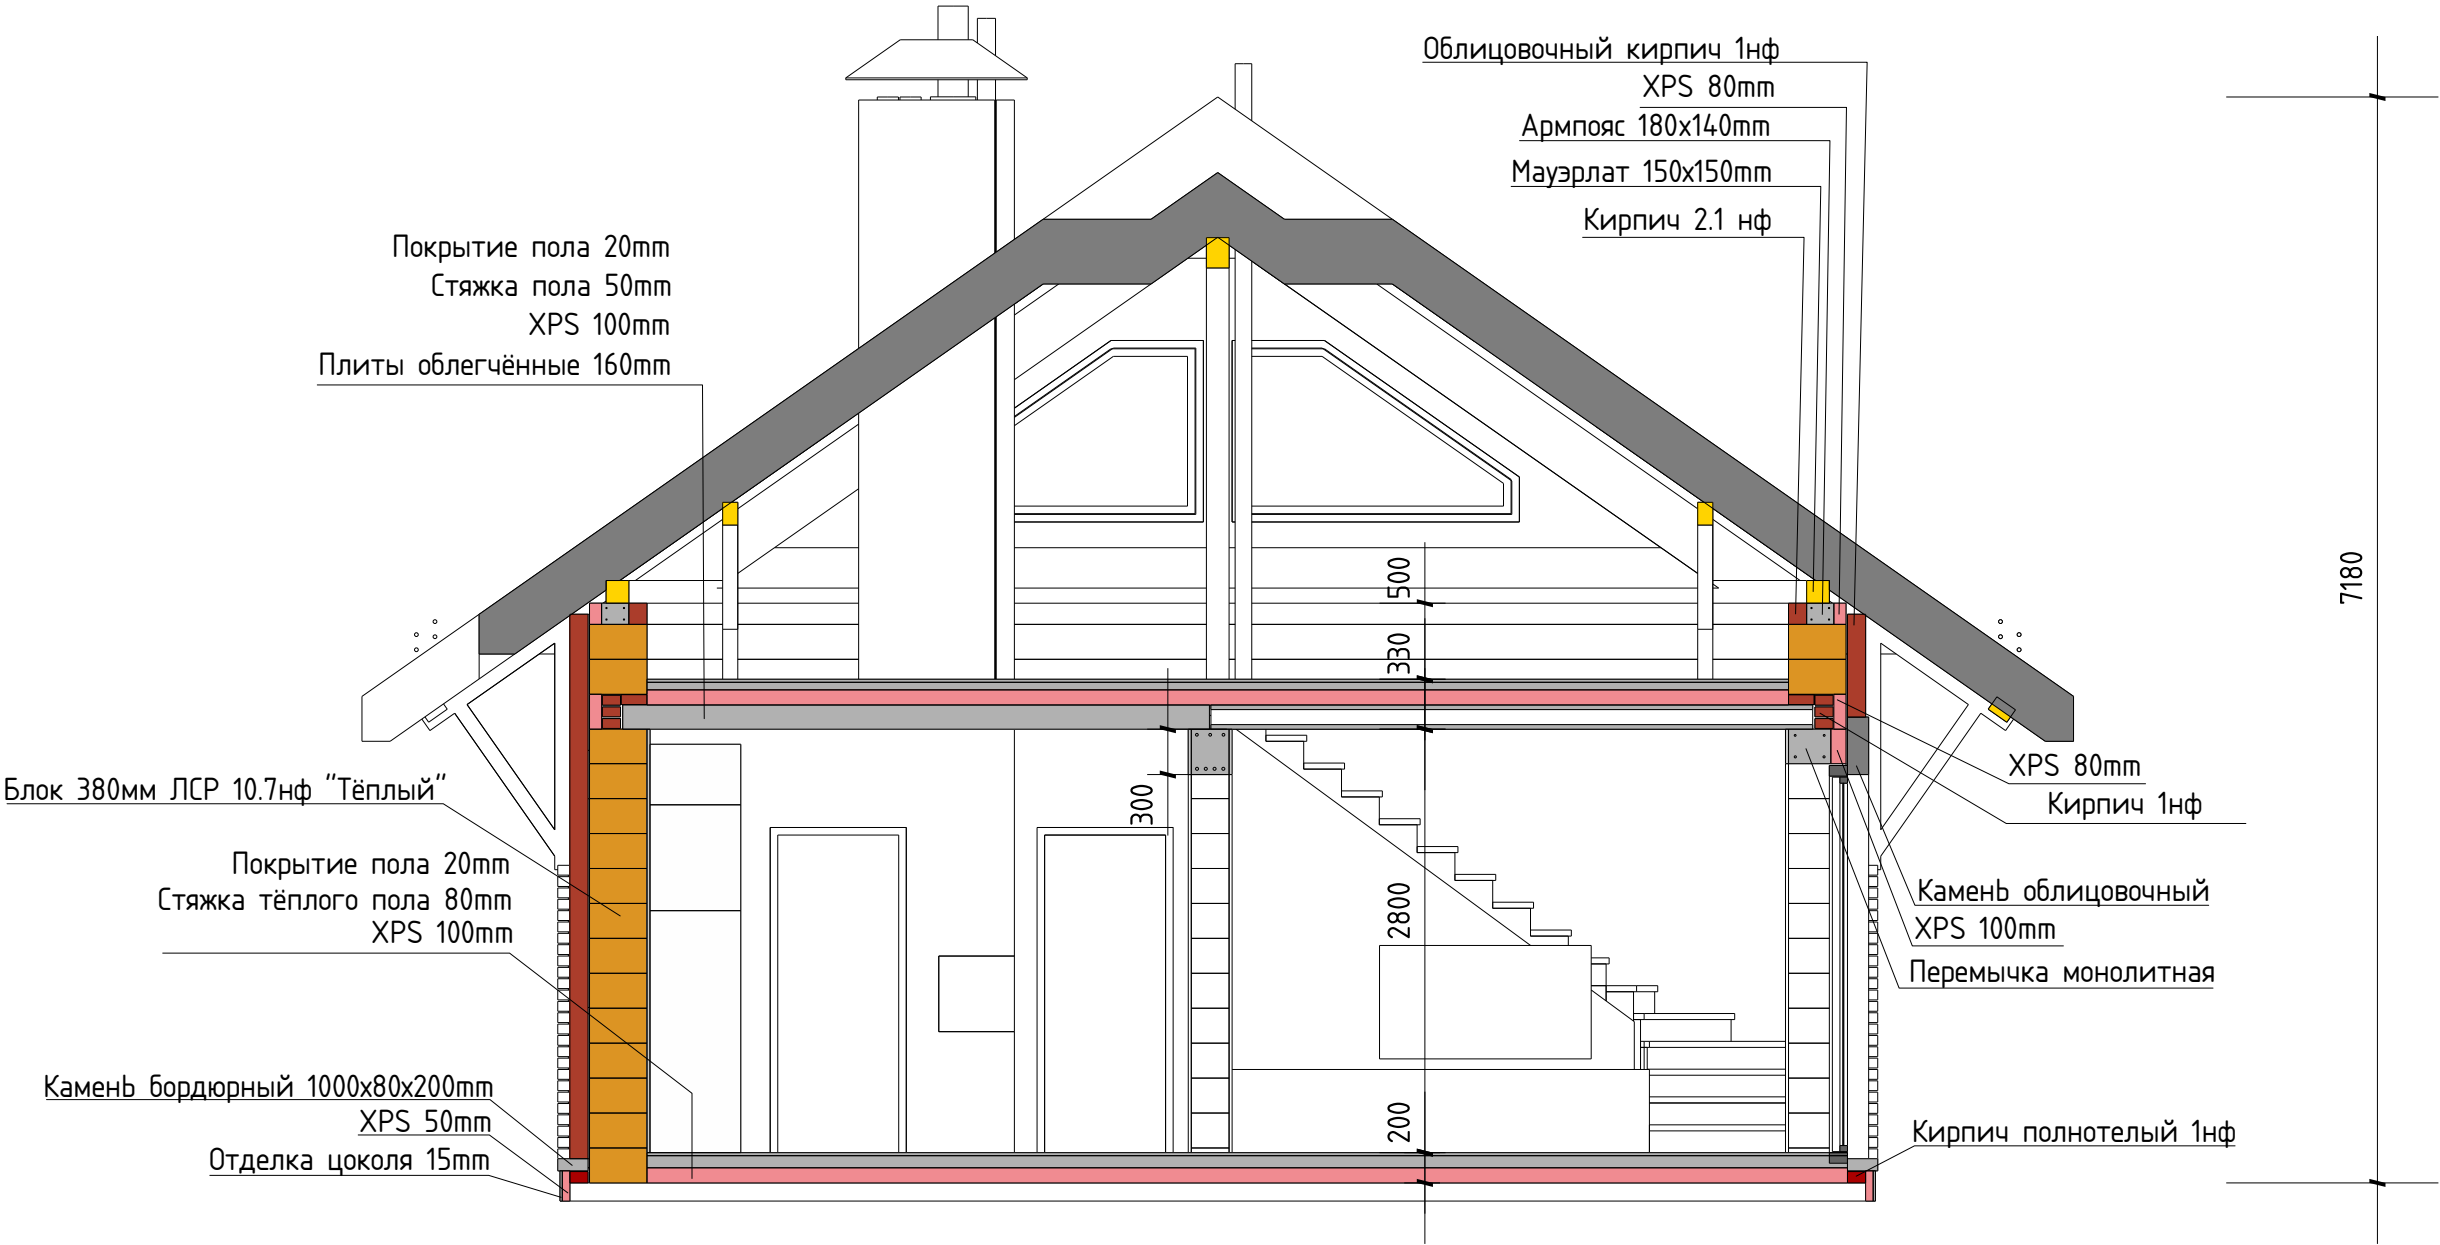 Облицовочный кирпич 1нф
XPS 80mm
Армпояс 180х140mm
Мауэрлат 150х150mm
Кирпич 2.1 нф
Покрытие пола 20mm
Стяжка пола 50mm
XPS 100mm
Плиты облегчённые 160mm
500
330
7180
300
2800
200
Блок 380мм ЛСР 10.7нф "Тёплый"
Покрытие пола 20mm
Стяжка тёплого пола 80mm
XPS 100mm
Камень бордюрный 1000х80х200mm
XPS 50mm
Отделка цоколя 15mm
XPS 80mm
Кирпич 1нф
Камень облицовочный
XPS 100mm
Перемычка монолитная
Кирпич полнотелый 1нф